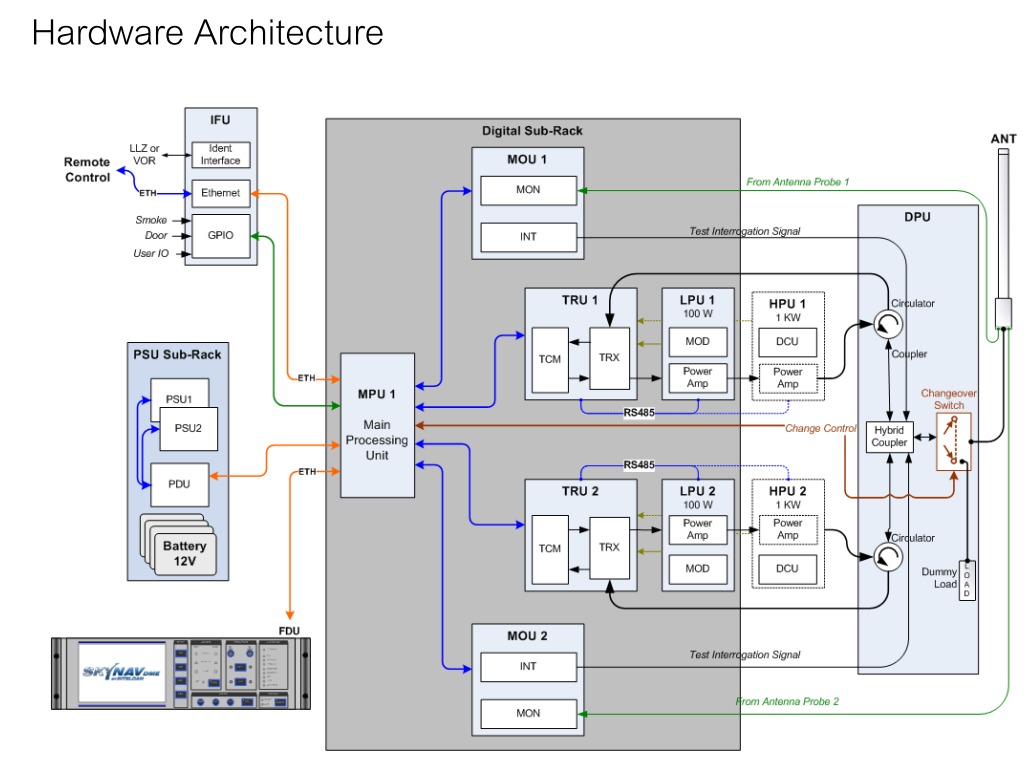 Hardware Architecture
IFU
Ident
Interface
LLZ or
VOR
Remote
Control
ETH
Ethernet
Smoke
Door
User IO
GPIO
Digital Sub-Rack
MOU 1
MON
INT
From Antenna Probe 1
Test Interrogation Signal
ANT
DPU
TRU 1
TCM
TRX
LPU 1
100 W
MOD
Power
Amp
HPU 1
1 KW
DCU
Power
Amp
Circulator
Coupler
RS485
PSU Sub-Rack
PSU1
PSU2
PDU
Battery
12V
ETH
MPU 1
Main
Processing
Unit
ETH
Change Control
Changeover
Switch
Hybrid
Coupler
RS485
TRU 2
TCM
TRX
LPU 2
100 W
Power
Amp
MOD
HPU 2
1 KW
Power
Amp
DCU
Circulator
Dummy
Load
LOAD
FDU
SKYNAV DME
MOU 2
INT
MON
Test Interrogation Signal
From Antenna Probe 2